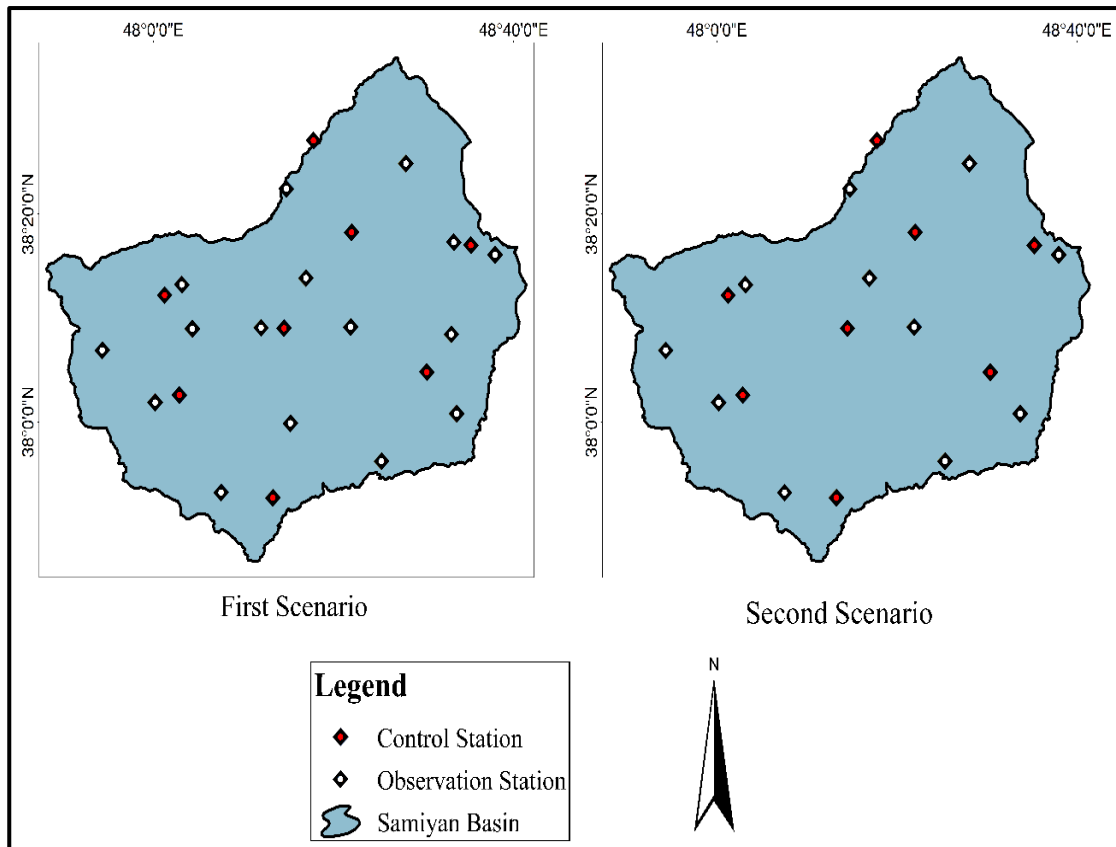 48°0'0"E 48°40'0"E 48°0'0"E 48°40'0"E
38°20'0"N 38°20'0"N
38°0'0"N 38°0'0"N
First Scenario Second Scenario
N
Legend
Control Station
Observation Station
Samiyan Basin